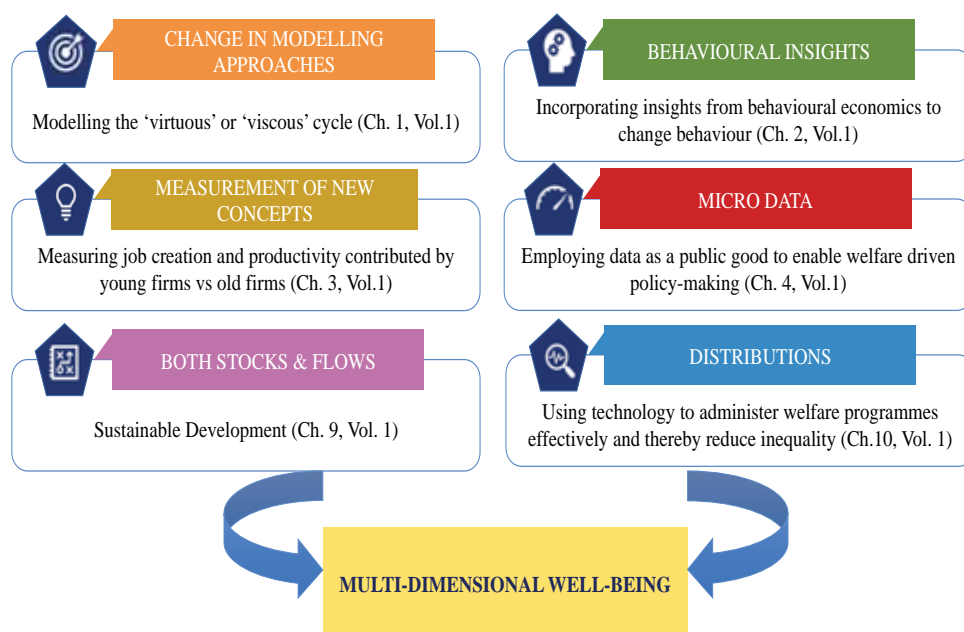 CHANGE IN MODELLING
APPROACHES
Modelling the ‘virtuous’ or ‘viscous’ cycle (Ch. 1, Vol.1)
BEHAVIOURAL INSIGHTS
Incorporating insights from behavioural economics to
change behaviour (Ch. 2, Vol.1)
MEASUREMENT OF NEW
CONCEPTS
Measuring job creation and productivity contributed by
young firms vs old firms (Ch. 3, Vol.1)
MICRO DATA
Employing data as a public good to enable welfare driven
policy-making (Ch. 4, Vol.1)
BOTH STOCKS & FLOWS
Sustainable Development (Ch. 9, Vol. 1)
DISTRIBUTIONS
Using technology to administer welfare programmes
effectively and thereby reduce inequality (Ch.10, Vol. 1)
MULTI-DIMENSIONAL WELL-BEING